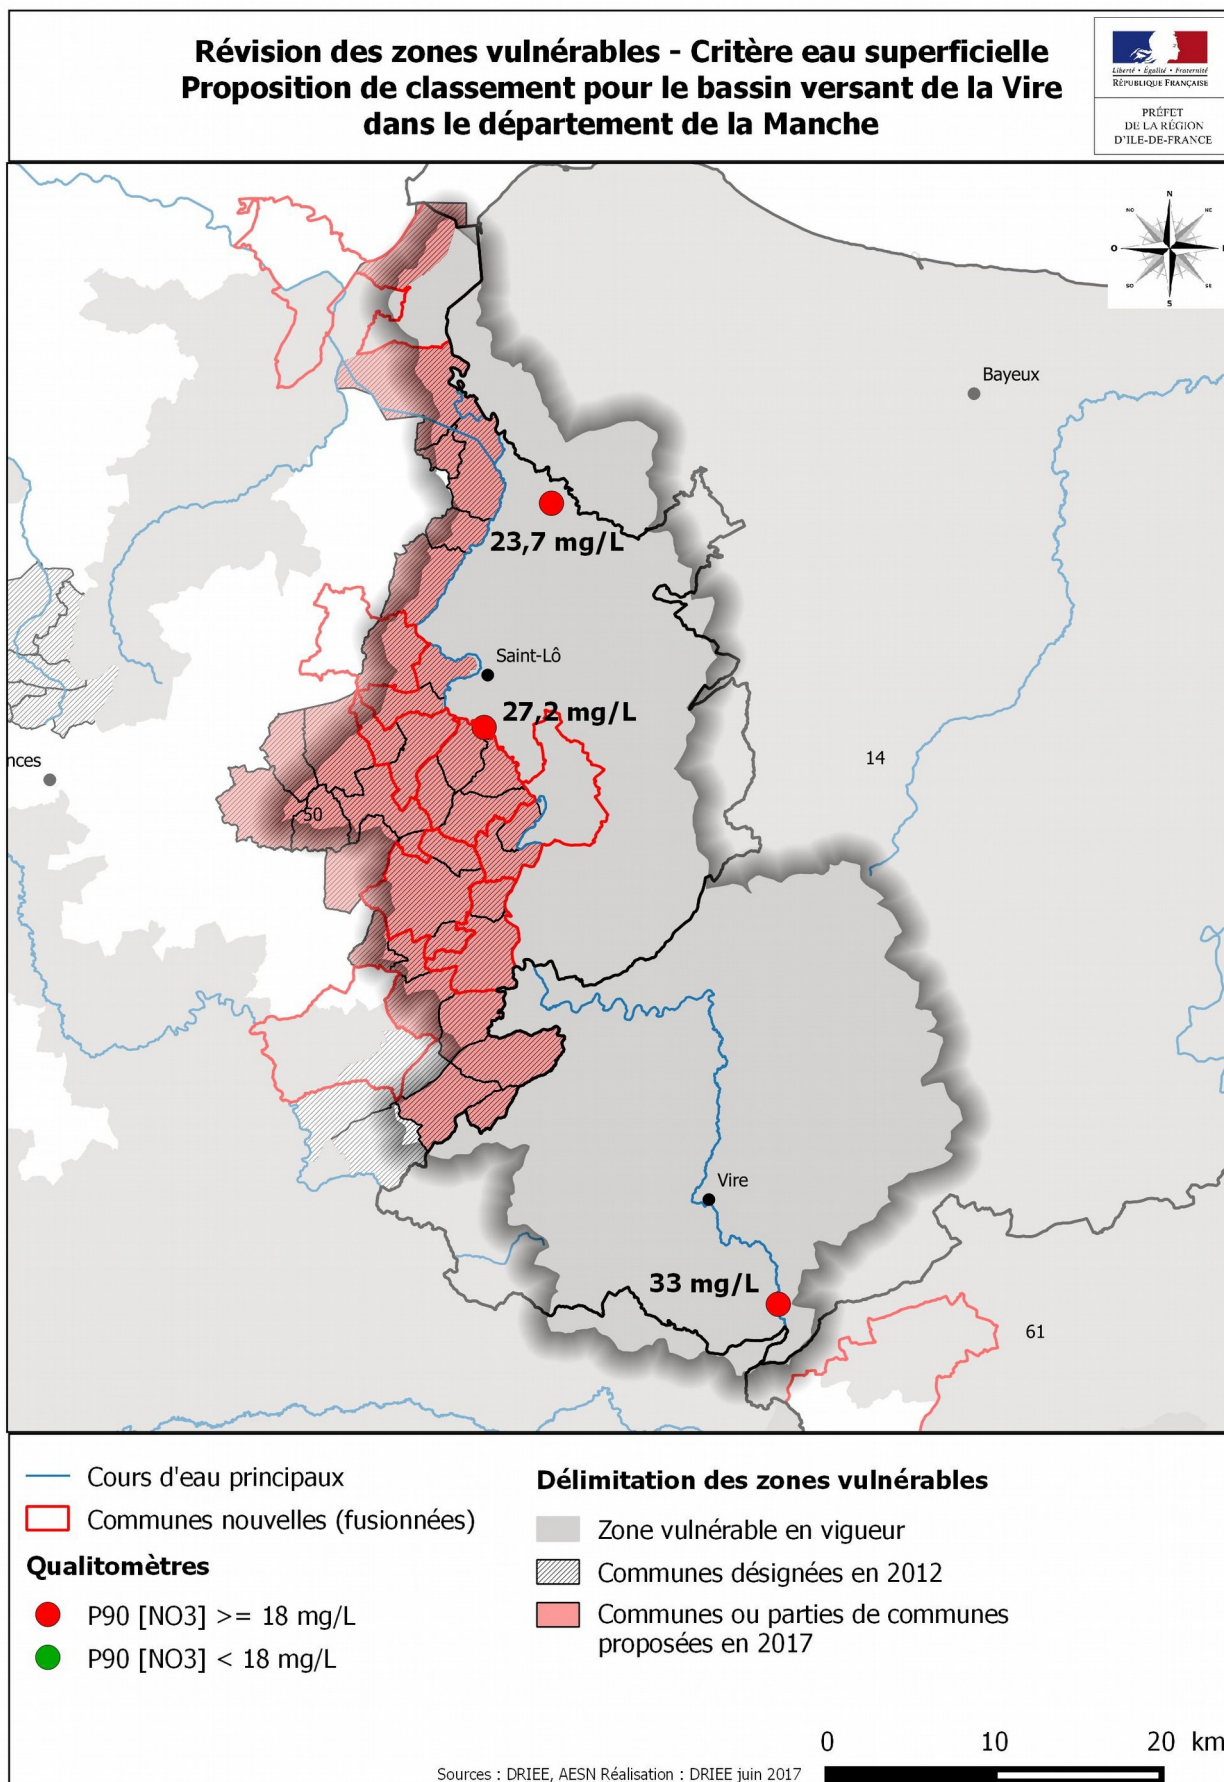 Révision des zones vulnérables - Critère eau superficielle
Proposition de classement pour le bassin versant de la Vire
dans le département de la Manche
Liberté • Égalité • Fraternité
RÉPUBLIQUE FRANÇAISE
PRÉFET
DE LA RÉGION
D'ILE-DE-FRANCE
N
NO
NE
O
SO
SE
S
Bayeux
23,7 mg/L
Saint-Lô
27,2 mg/L
nces
14
50
Vire
33 mg/L
61
Cours d'eau principaux
Communes nouvelles (fusionnées)
Qualitomètres
P90 [NO3] >= 18 mg/L
P90 [NO3] < 18 mg/L
Délimitation des zones vulnérables
Zone vulnérable en vigueur
Communes désignées en 2012
Communes ou parties de communes
proposées en 2017
0 10 20 km
Sources : DRIEE, AESN Réalisation : DRIEE juin 2017